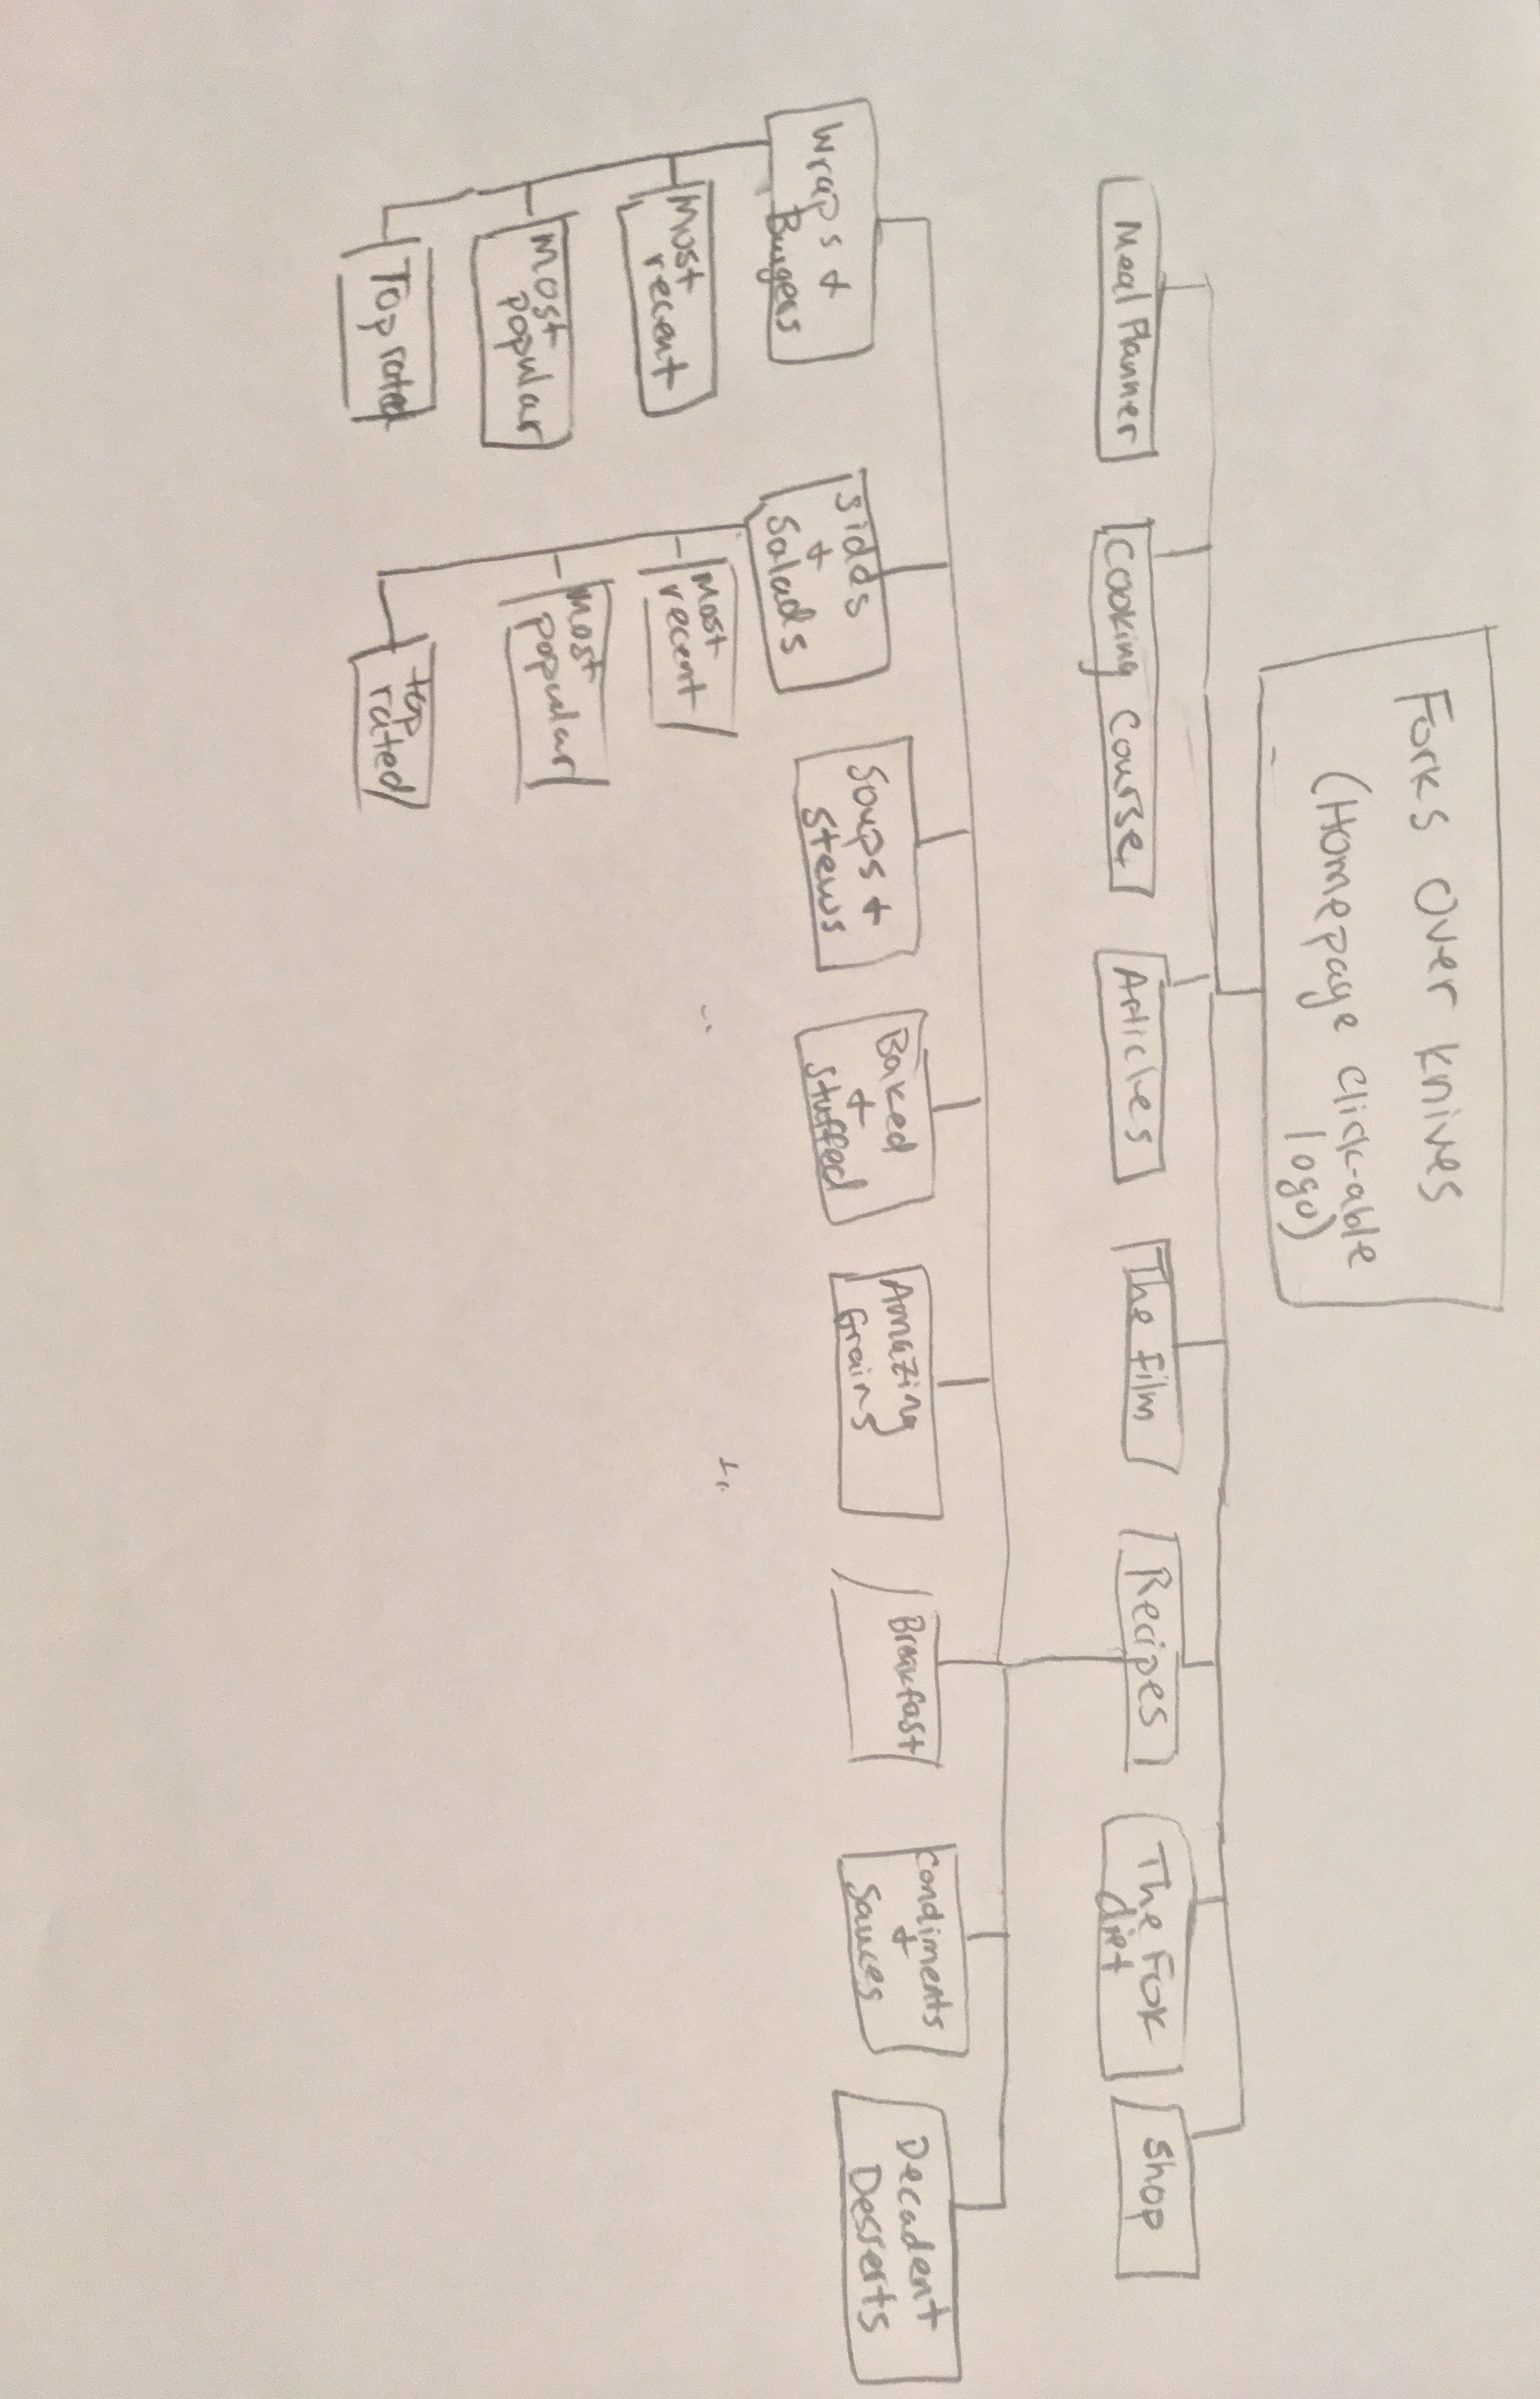 Forks Over Knives
(Homepage click-able
logo)
Meal Planner
Cooking Course
Articles
The film
Recipes
The FOK
diet
Shop
Wraps +
Burgers
Sides
+
Salads
Soups +
Stews
Baked
+
Stuffed
Amazing
Grains
Breakfast
Condiments
+
Sauces
Decadent
Desserts
Most
recent
Most
popular
Top rated
Most
recent
Most
popular
top
rated